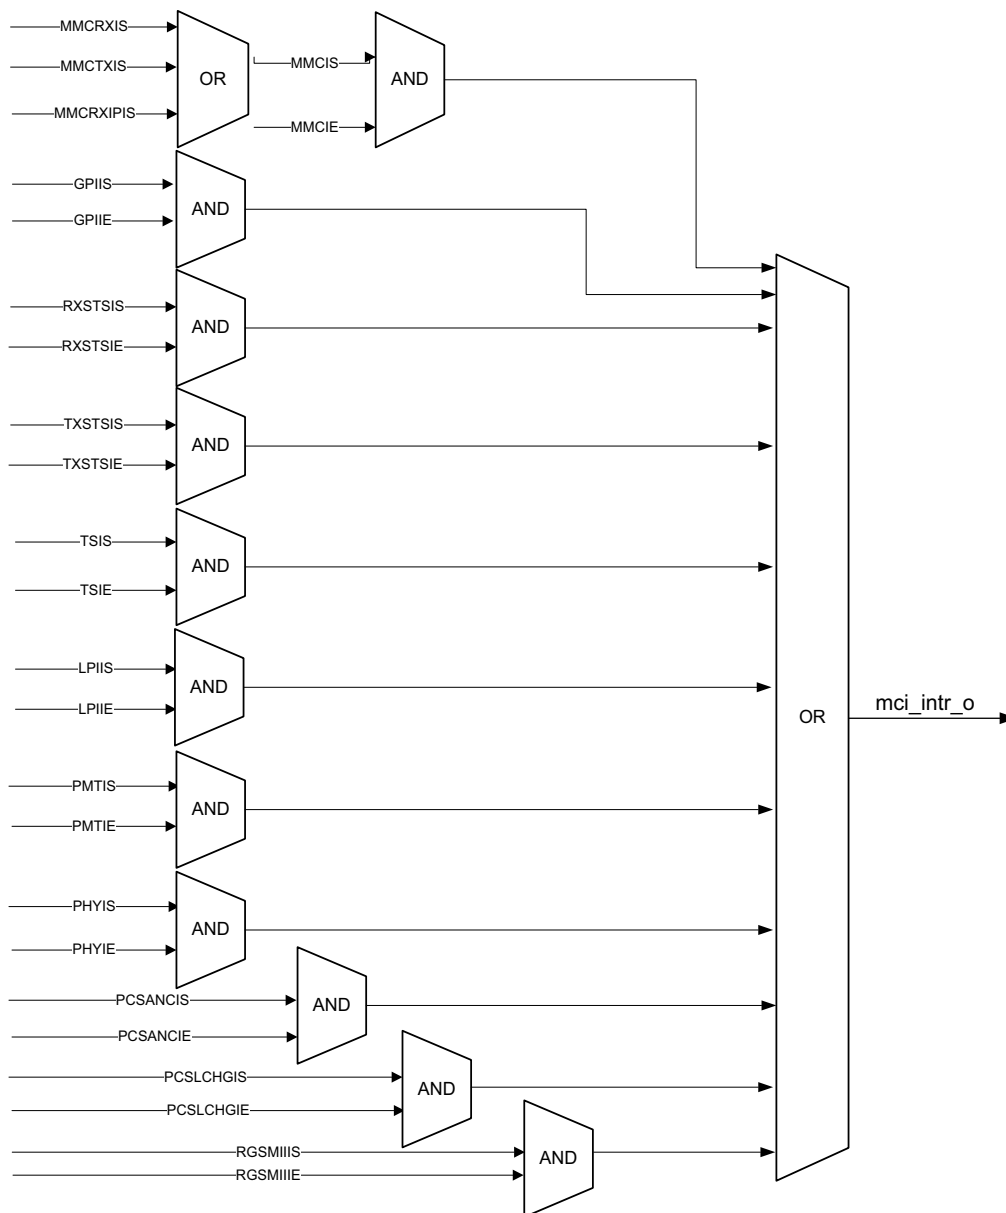 MMCRXIS
MMCTXIS
MMCRXIPIS
OR
MMCIS
MMCIE
AND
GPIIS
GPIIE
AND
RXSTSIS
RXSTSIE
AND
TXSTSIS
TXSTSIE
AND
TSIS
TSIE
AND
LPIIS
LPIIE
AND
PMTIS
PMTIE
AND
PHYIS
PHYIE
AND
PCSANCIS
PCSANCIE
AND
PCSLCHGIS
PCSLCHGIE
AND
RGSMIIIS
RGSMIIIE
AND
OR
mci_intr_o